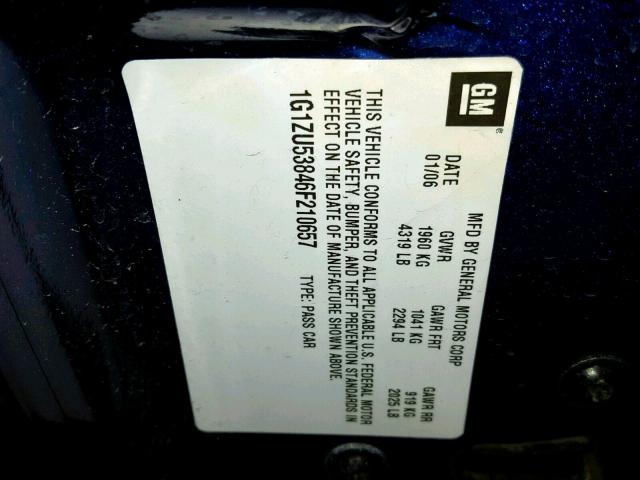 GM
MFD BY GENERAL MOTORS CORP
DATE GVWR GAWR FRT GAWR RR
01/06 1960 KG 1041 KG 919 KG
4319 LB 2294 LB 2025 LB
THIS VEHICLE CONFORMS TO ALL APPLICABLE U.S. FEDERAL MOTOR
VEHICLE SAFETY, BUMPER, AND THEFT PREVENTION STANDARDS IN
EFFECT ON THE DATE OF MANUFACTURE SHOWN ABOVE.
1G1ZU53846F210657 TYPE: PASS CAR